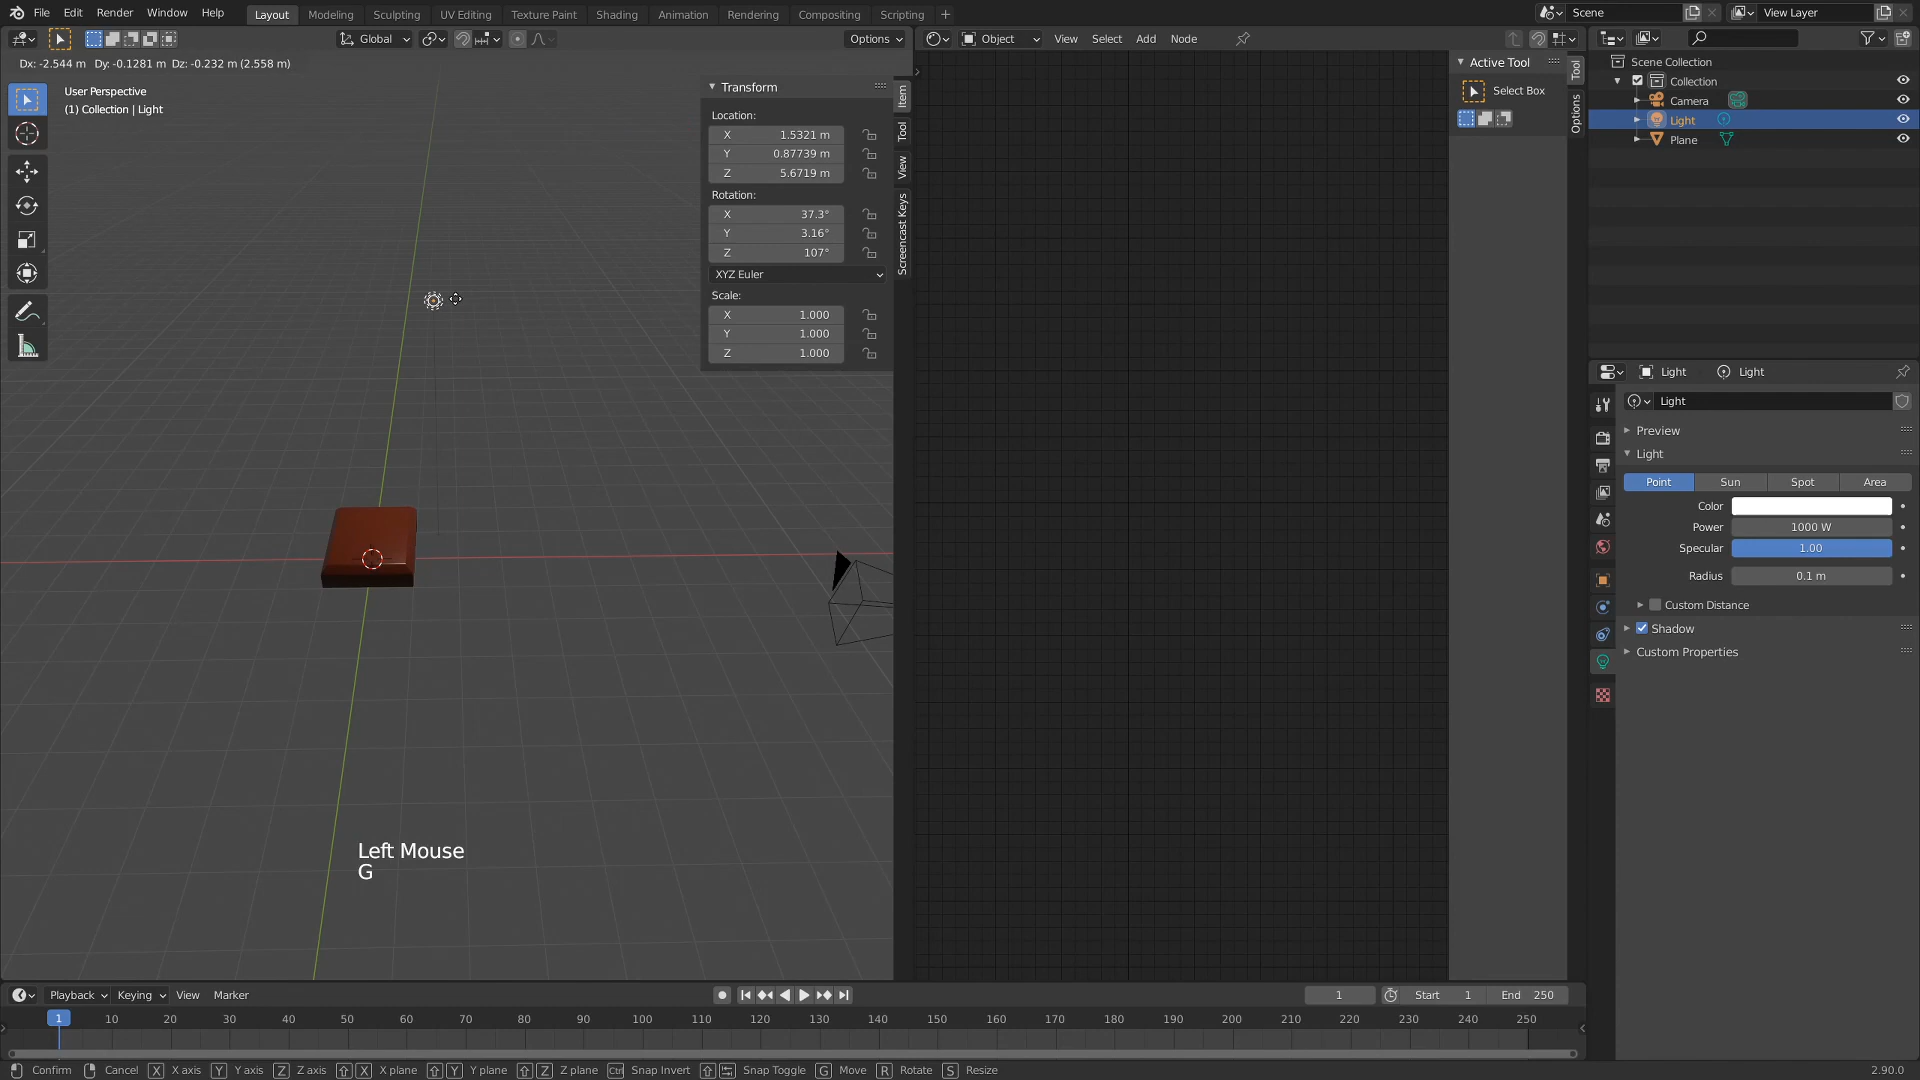 File Edit Render Window Help Layout Modeling Sculpting UV Editing Texture Paint Shading Animation Rendering Compositing Scripting + Scene View Layer
Global Options Object View Select Add Node
Dx: -2.544 m Dy: -0.1281 m Dz: -0.232 m (2.558 m)
User Perspective
(1) Collection | Light
Transform
Location:
X 1.5321 m
Y 0.87739 m
Z 5.6719 m
Rotation:
X 37.3°
Y 3.16°
Z 107°
XYZ Euler
Scale:
X 1.000
Y 1.000
Z 1.000
Item
Tool
View
Screencast Keys
Left Mouse
G
Active Tool
Select Box
Tool
Options
Scene Collection
Collection
Camera
Light
Plane
Light Light
Light
Preview
Light
Point Sun Spot Area
Color
Power 1000 W
Specular 1.00
Radius 0.1 m
Custom Distance
Shadow
Custom Properties
Playback Keying View Marker 1 Start 1 End 250
1 10 20 30 40 50 60 70 80 90 100 110 120 130 140 150 160 170 180 190 200 210 220 230 240 250
Confirm Cancel X X axis Y Y axis Z Z axis X X plane Y Y plane Z Z plane Ctrl Snap Invert Snap Toggle G Move R Rotate S Resize 2.90.0